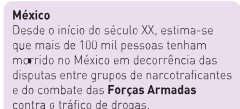 México
Desde o início do século XX, estima-se
que mais de 100 mil pessoas tenham
morrido no México em decorrência das
disputas entre grupos de narcotraficantes
e do combate das Forças Armadas
contra o tráfico de drogas.